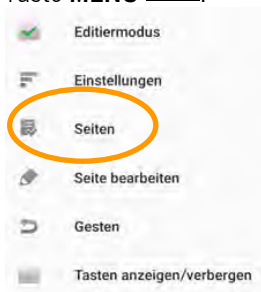 Taste MENU
Editiermodus
Einstellungen
Seiten
Seite bearbeiten
Gesten
Tasten anzeigen/verbergen